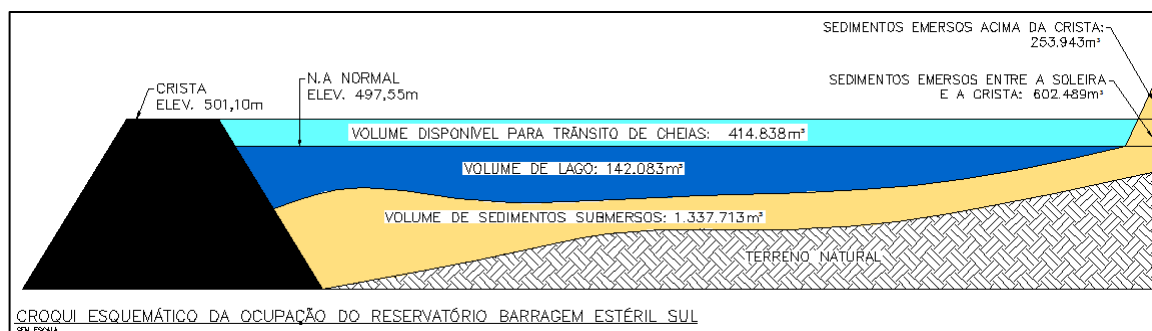 SEDIMENTOS EMERSOS ACIMA DA CRISTA:
253.943m³
CRISTA
ELEV. 501,10m
N.A NORMAL
ELEV. 497,55m
SEDIMENTOS EMERSOS ENTRE A SOLEIRA
E A CRISTA: 602.489m³
VOLUME DISPONÍVEL PARA TRÂNSITO DE CHEIAS: 414.838m³
VOLUME DE LAGO: 142.083m³
VOLUME DE SEDIMENTOS SUBMERSOS: 1.337.713m³
TERRENO NATURAL
CROQUI ESQUEMÁTICO DA OCUPAÇÃO DO RESERVATÓRIO BARRAGEM ESTÉRIL SUL
SEM ESCALA